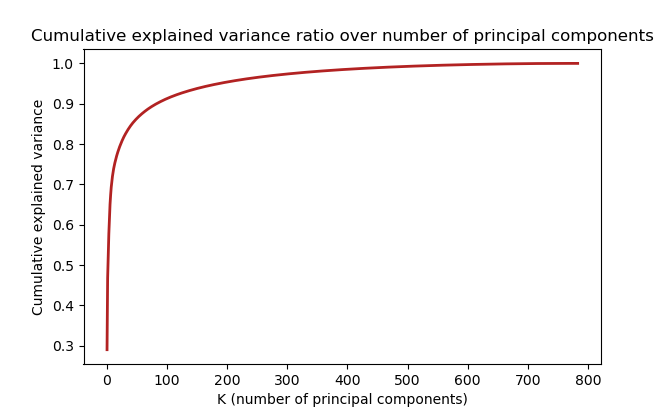 Cumulative explained variance ratio over number of principal components
Cumulative explained variance
1.0
0.9
0.8
0.7
0.6
0.5
0.4
0.3
0 100 200 300 400 500 600 700 800
K (number of principal components)